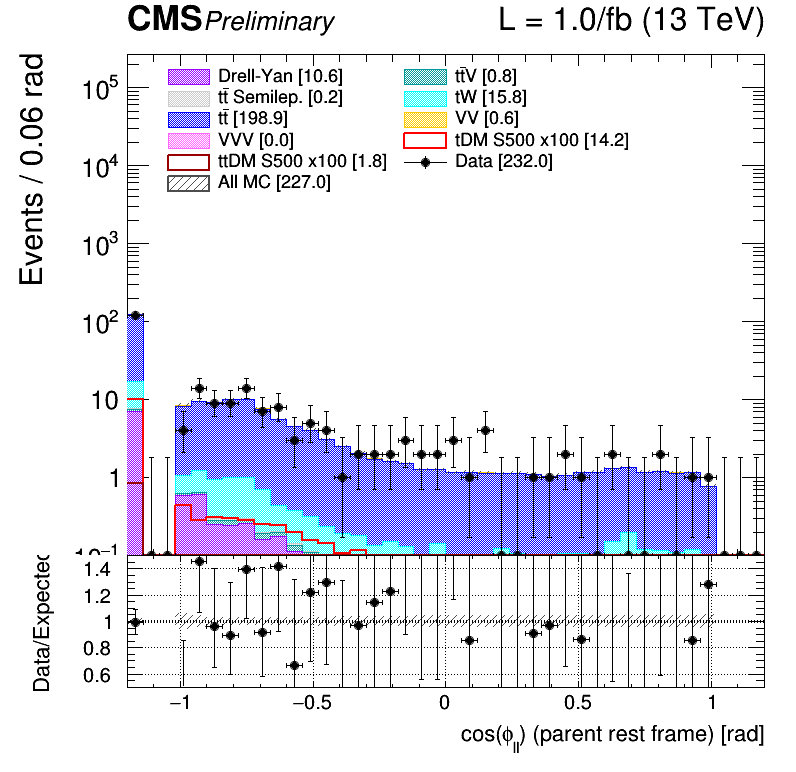 CMS Preliminary L = 1.0/fb (13 TeV)
Events / 0.06 rad
Drell-Yan [10.6]
tt̄ Semilep. [0.2]
tt̄ [198.9]
VVV [0.0]
ttDM S500 x100 [1.8]
All MC [227.0]
tt̄V [0.8]
tW [15.8]
VV [0.6]
tDM S500 x100 [14.2]
Data [232.0]
10⁵
10⁴
10³
10²
10
1
10⁻¹
Data/Expected
1.4
1.2
1
0.8
0.6
−1 −0.5 0 0.5 1
cos(ϕ_ll) (parent rest frame) [rad]